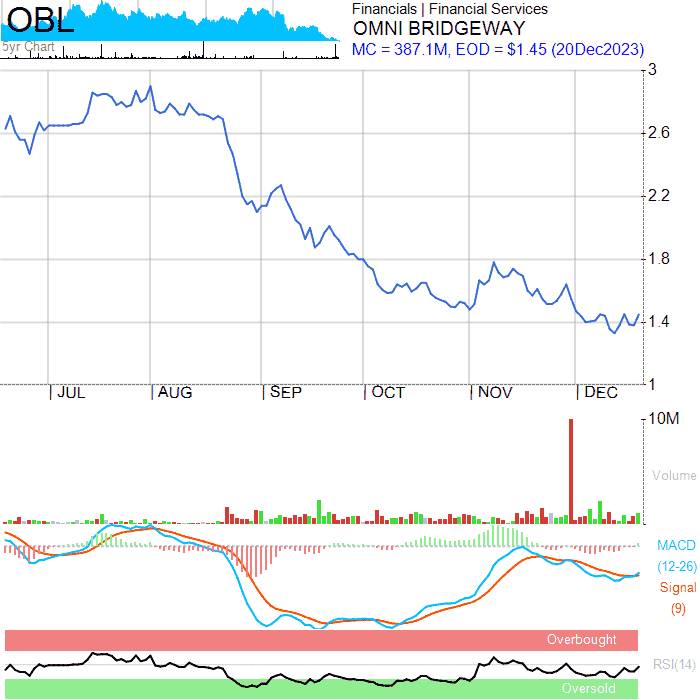 OBL
5yr Chart
Financials | Financial Services
OMNI BRIDGEWAY
MC = 387.1M, EOD = $1.45 (20Dec2023)
3
2.6
2.2
1.8
1.4
1
JUL
AUG
SEP
OCT
NOV
DEC
10M
Volume
MACD
(12-26)
Signal
(9)
Overbought
RSI(14)
Oversold